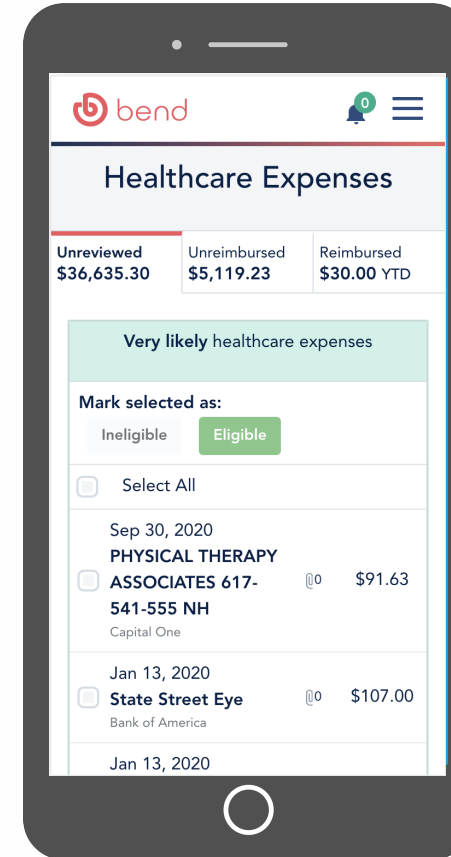 bend
0
Healthcare Expenses
Unreviewed
$36,635.30
Unreimbursed
$5,119.23
Reimbursed
$30.00 YTD
Very likely healthcare expenses
Mark selected as:
Ineligible
Eligible
Select All
Sep 30, 2020
PHYSICAL THERAPY
ASSOCIATES 617-
541-555 NH
Capital One
0
$91.63
Jan 13, 2020
State Street Eye
Bank of America
0
$107.00
Jan 13, 2020